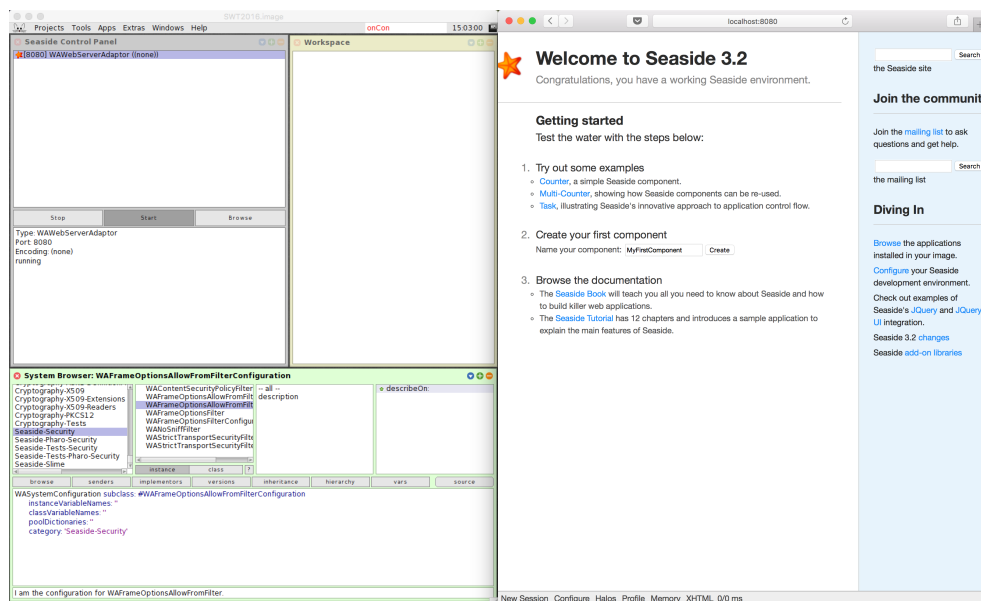 SWT2016.image
Projects Tools Apps Extras Windows Help
onCon
15:03:00
Seaside Control Panel
[8080] WAWebServerAdaptor ((none))
Stop Start Browse
Type: WAWebServerAdaptor
Port: 8080
Encoding: (none)
running
Workspace
System Browser: WAFrameOptionsAllowFromFilterConfiguration
Cryptography-X509
Cryptography-X509-Extensions
Cryptography-X509-Readers
Cryptography-PKCS12
Cryptography-Tests
Seaside-Security
Seaside-Pharo-Security
Seaside-Tests-Security
Seaside-Tests-Pharo-Security
Seaside-Slime
WAContentSecurityPolicyFilter
WAFrameOptionsAllowFromFilt
WAFrameOptionsAllowFromFilt
WAFrameOptionsFilter
WAFrameOptionsFilterConfigur
WANoSniffFilter
WAStrictTransportSecurityFilte
WAStrictTransportSecurityFilte
instance class ?
-- all --
description
describeOn:
browse senders implementors versions inheritance hierarchy vars source
WASystemConfiguration subclass: #WAFrameOptionsAllowFromFilterConfiguration
instanceVariableNames: ''
classVariableNames: ''
poolDictionaries: ''
category: 'Seaside-Security'
I am the configuration for WAFrameOptionsAllowFromFilter.
localhost:8080
Welcome to Seaside 3.2
Congratulations, you have a working Seaside environment.
Getting started
Test the water with the steps below:
1. Try out some examples
Counter, a simple Seaside component.
Multi-Counter, showing how Seaside components can be re-used.
Task, illustrating Seaside's innovative approach to application control flow.
2. Create your first component
Name your component: MyFirstComponent Create
3. Browse the documentation
The Seaside Book will teach you all you need to know about Seaside and how
to build killer web applications.
The Seaside Tutorial has 12 chapters and introduces a sample application to
explain the main features of Seaside.
Search
the Seaside site
Join the communit
Join the mailing list to ask
questions and get help.
Search
the mailing list
Diving In
Browse the applications
installed in your image.
Configure your Seaside
development environment.
Check out examples of
Seaside's JQuery and JQuery
UI integration.
Seaside 3.2 changes
Seaside add-on libraries
New Session Configure Halos Profile Memory XHTML 0/0 ms